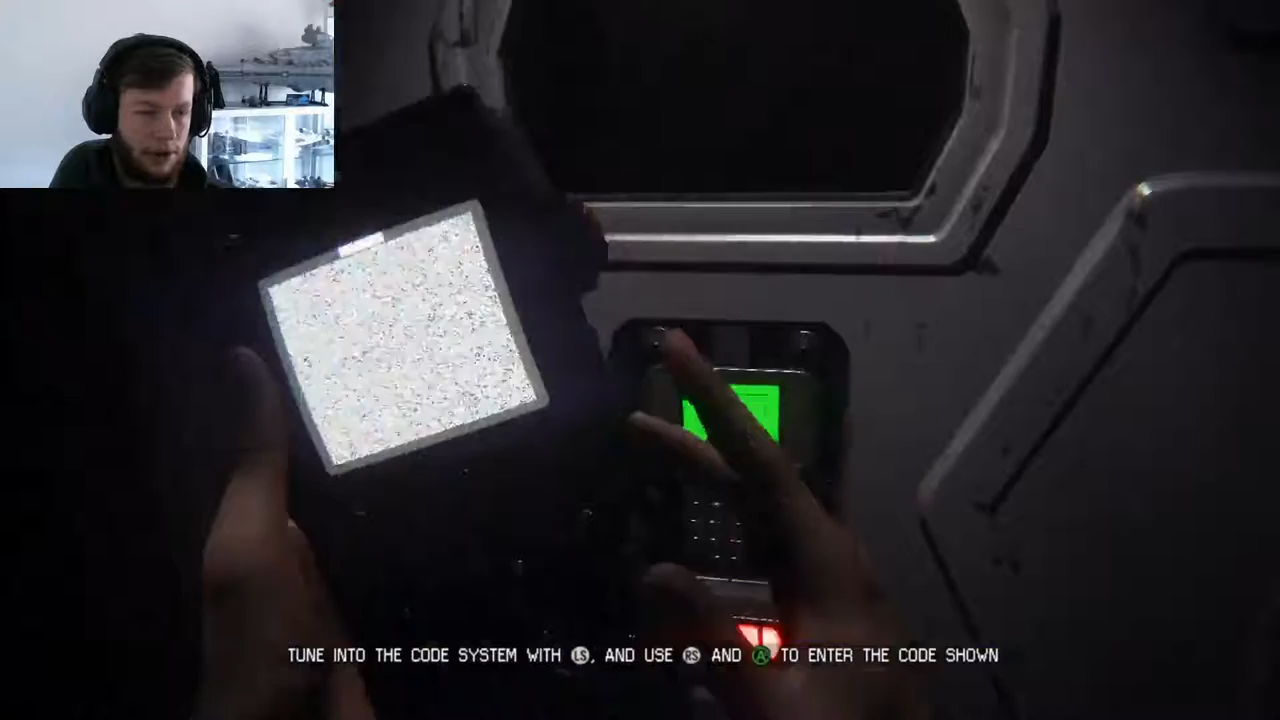 TUNE INTO THE CODE SYSTEM WITH LS, AND USE RS AND A TO ENTER THE CODE SHOWN